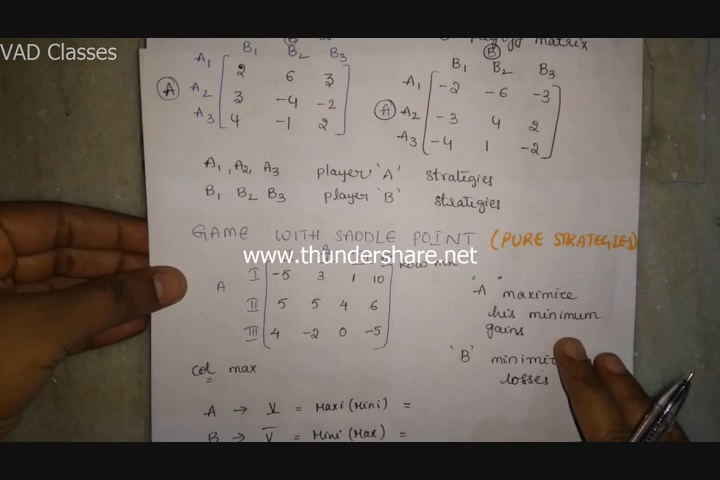 VAD Classes
Payoff Matrix
B1 B2 B3
A1 2 6 3
A A2 3 -4 -2
A3 4 -1 2
B
B1 B2 B3
A1 -2 -6 -3
A A2 -3 4 2
A3 -4 1 -2
A1, A2, A3 player 'A' strategies
B1 B2 B3 player 'B' strategies
GAME WITH SADDLE POINT (PURE STRATEGIES)
www.thundershare.net
I -5 3 1 10
A II 5 5 4 6
III 4 -2 0 -5
"A" maximize
his minimum
gains
'B' minimize
losses
col max
A → V = Maxi (Mini) =
B → V̅ = Mini (Max) =